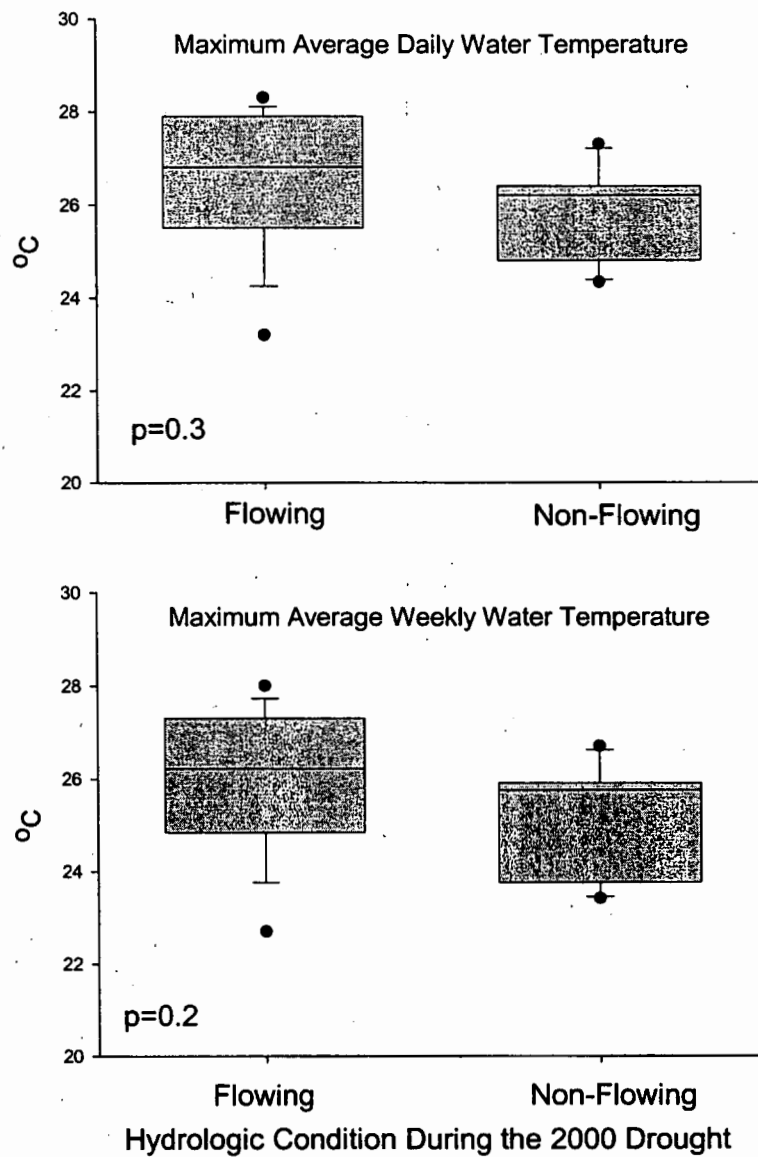 Maximum Average Daily Water Temperature
30
28
26
24
22
20
°C
p=0.3
Flowing Non-Flowing
Maximum Average Weekly Water Temperature
30
28
26
24
22
20
°C
p=0.2
Flowing Non-Flowing
Hydrologic Condition During the 2000 Drought